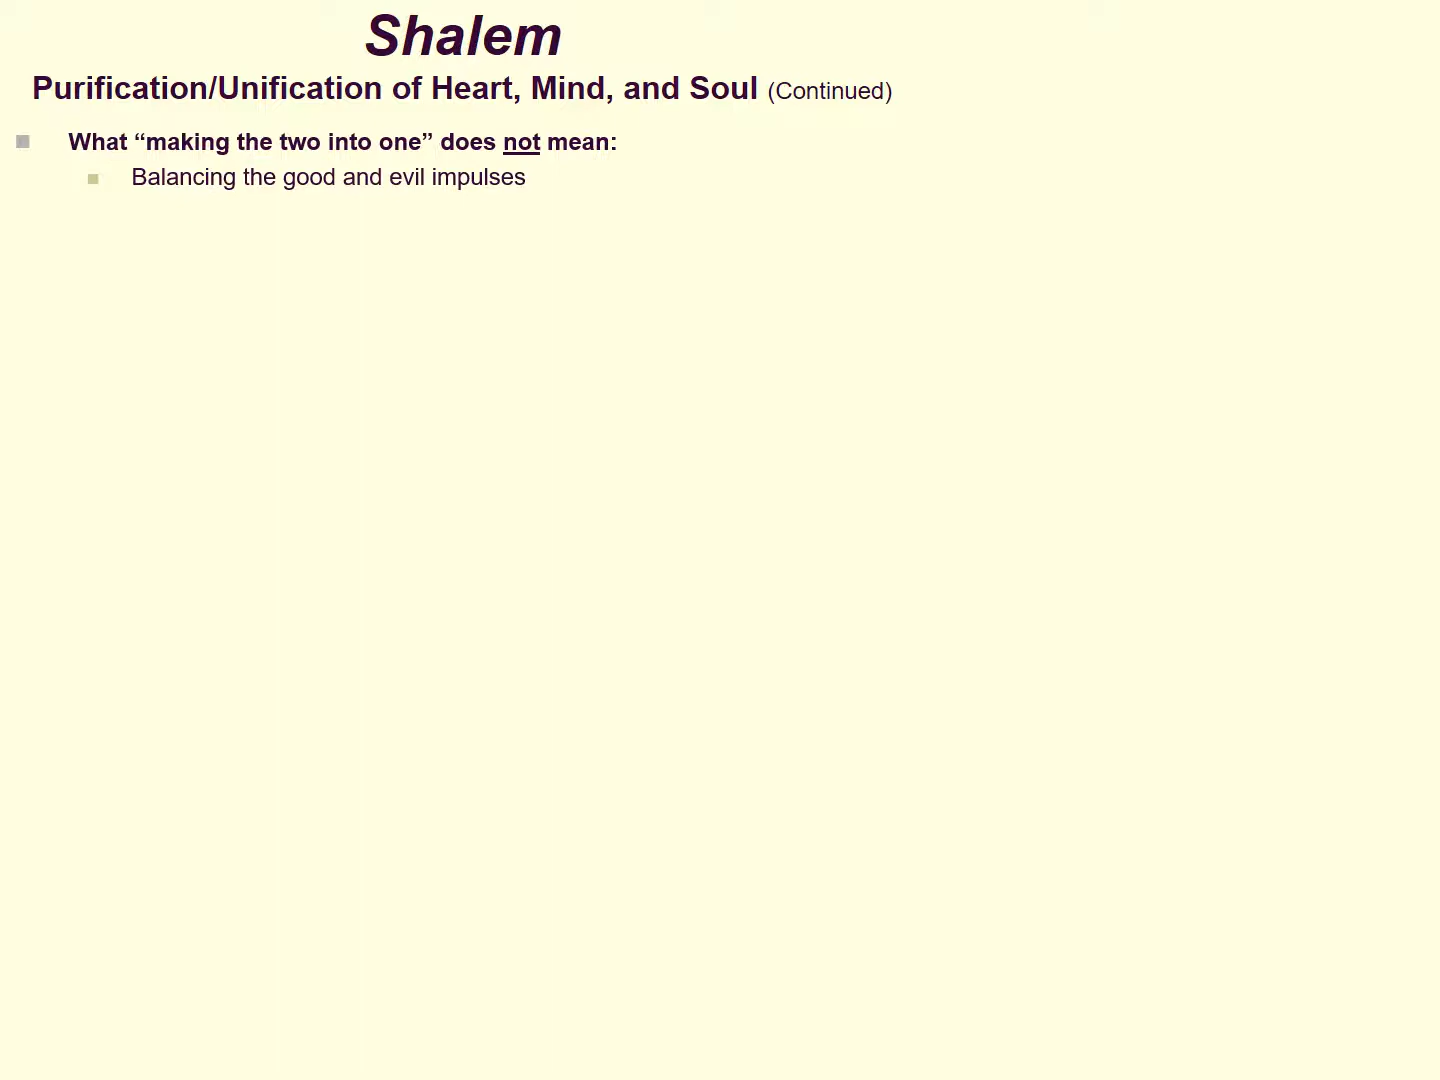 Shalem
Purification/Unification of Heart, Mind, and Soul (Continued)
What “making the two into one” does not mean:
Balancing the good and evil impulses